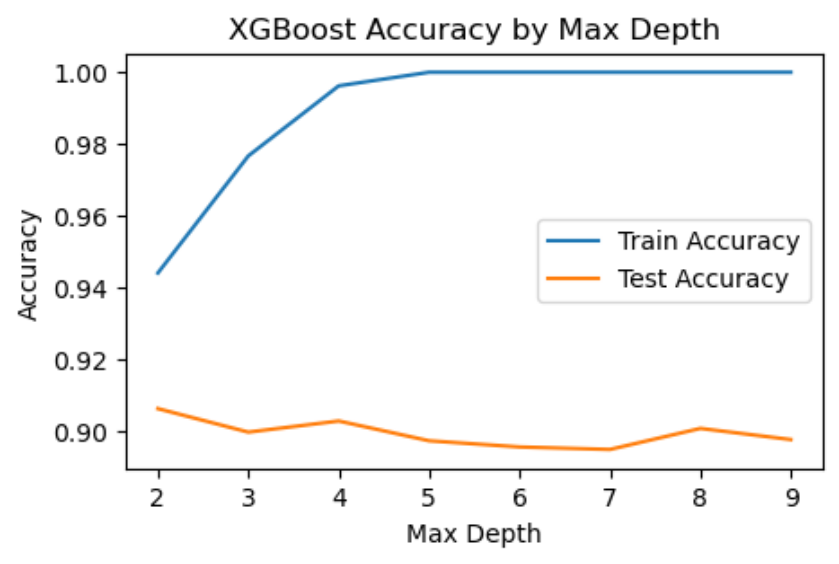 XGBoost Accuracy by Max Depth
1.00
0.98
0.96
0.94
0.92
0.90
Accuracy
Train Accuracy
Test Accuracy
2 3 4 5 6 7 8 9
Max Depth